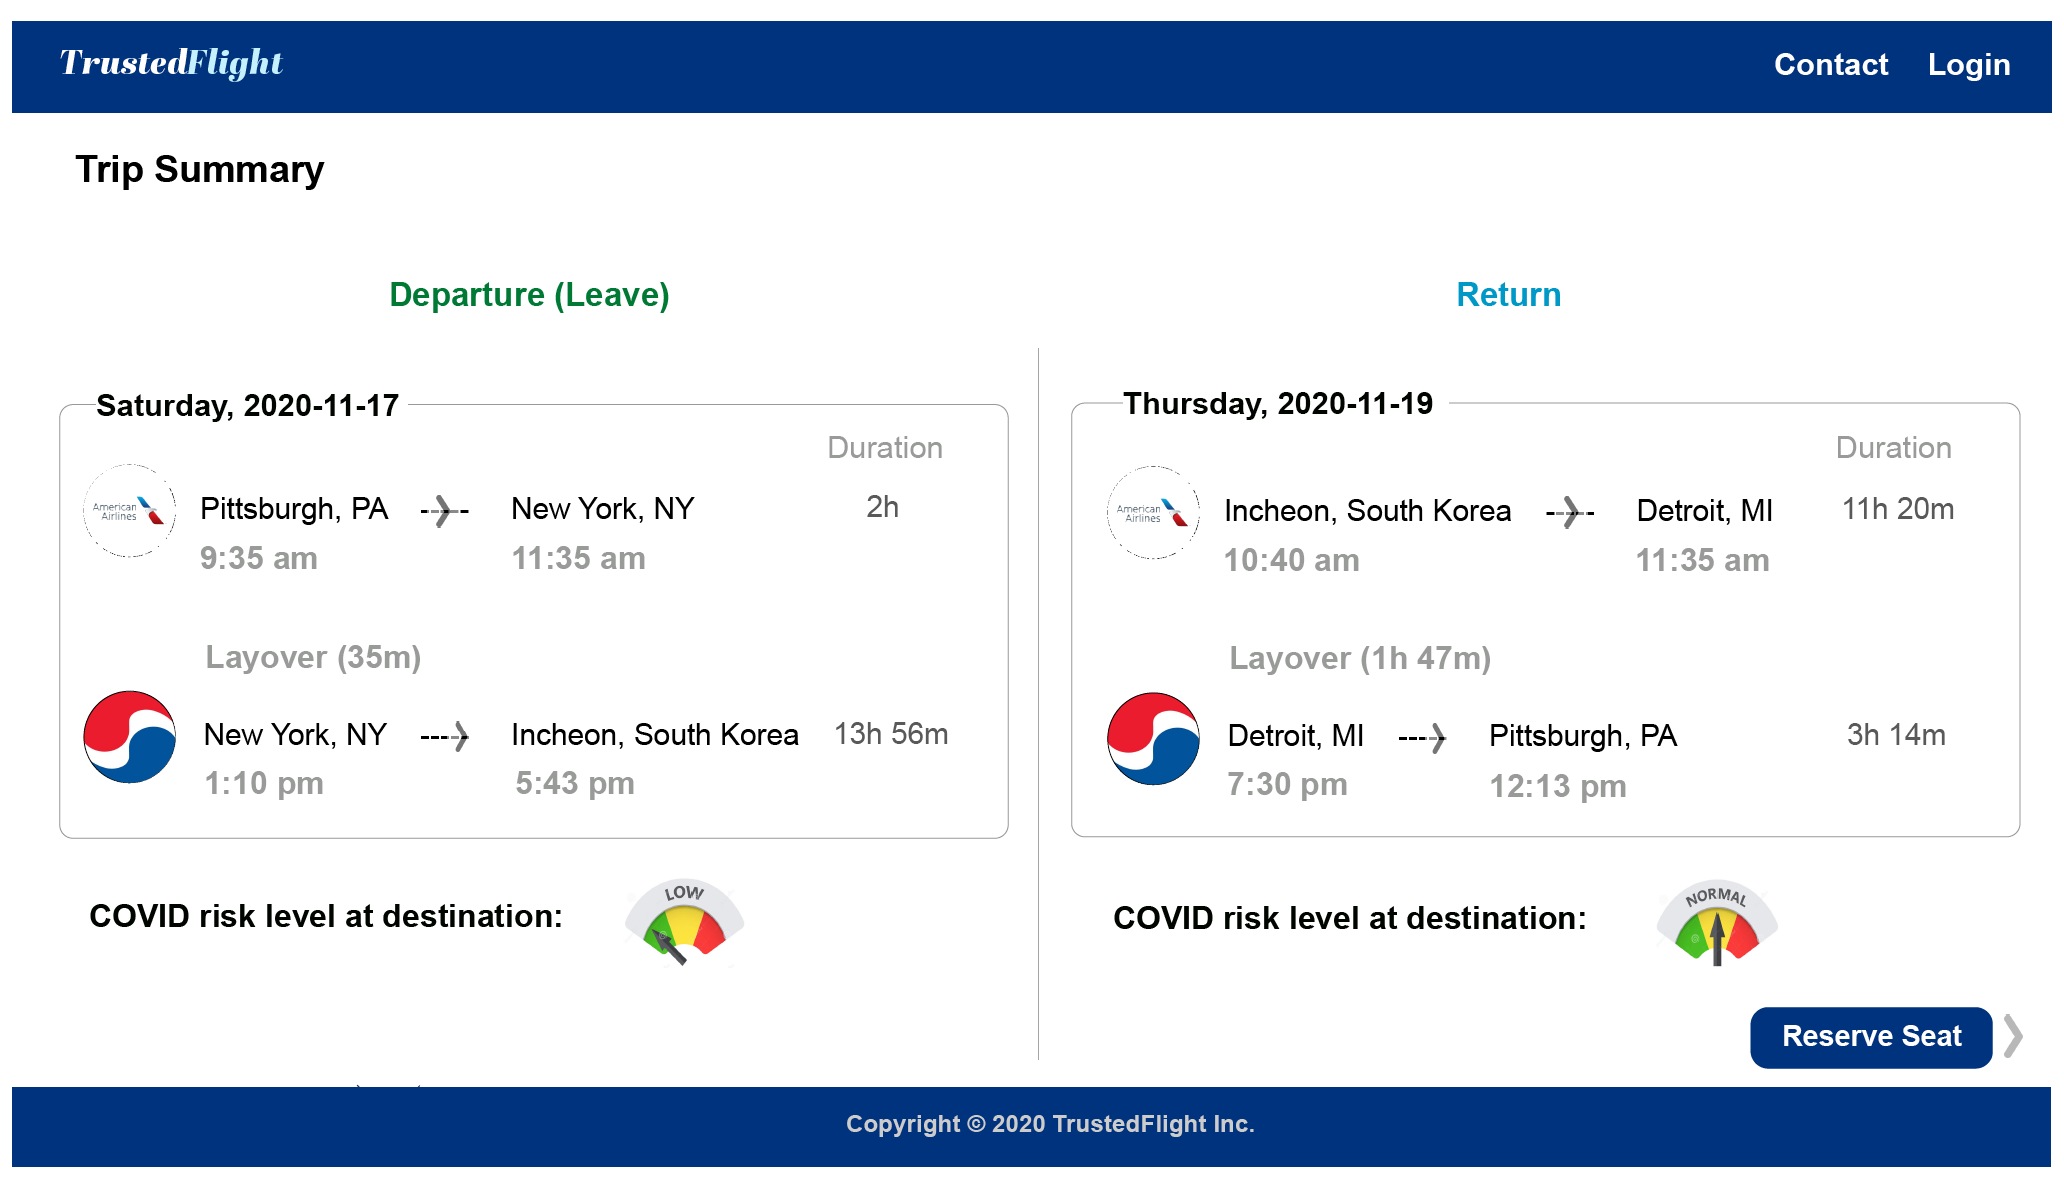 TrustedFlight
Contact Login
Trip Summary
Departure (Leave)
Saturday, 2020-11-17
Duration
American Airlines
Pittsburgh, PA New York, NY 2h
9:35 am 11:35 am
Layover (35m)
New York, NY Incheon, South Korea 13h 56m
1:10 pm 5:43 pm
COVID risk level at destination: LOW
Return
Thursday, 2020-11-19
Duration
American Airlines
Incheon, South Korea Detroit, MI 11h 20m
10:40 am 11:35 am
Layover (1h 47m)
Detroit, MI Pittsburgh, PA 3h 14m
7:30 pm 12:13 pm
COVID risk level at destination: NORMAL
Reserve Seat
Copyright © 2020 TrustedFlight Inc.